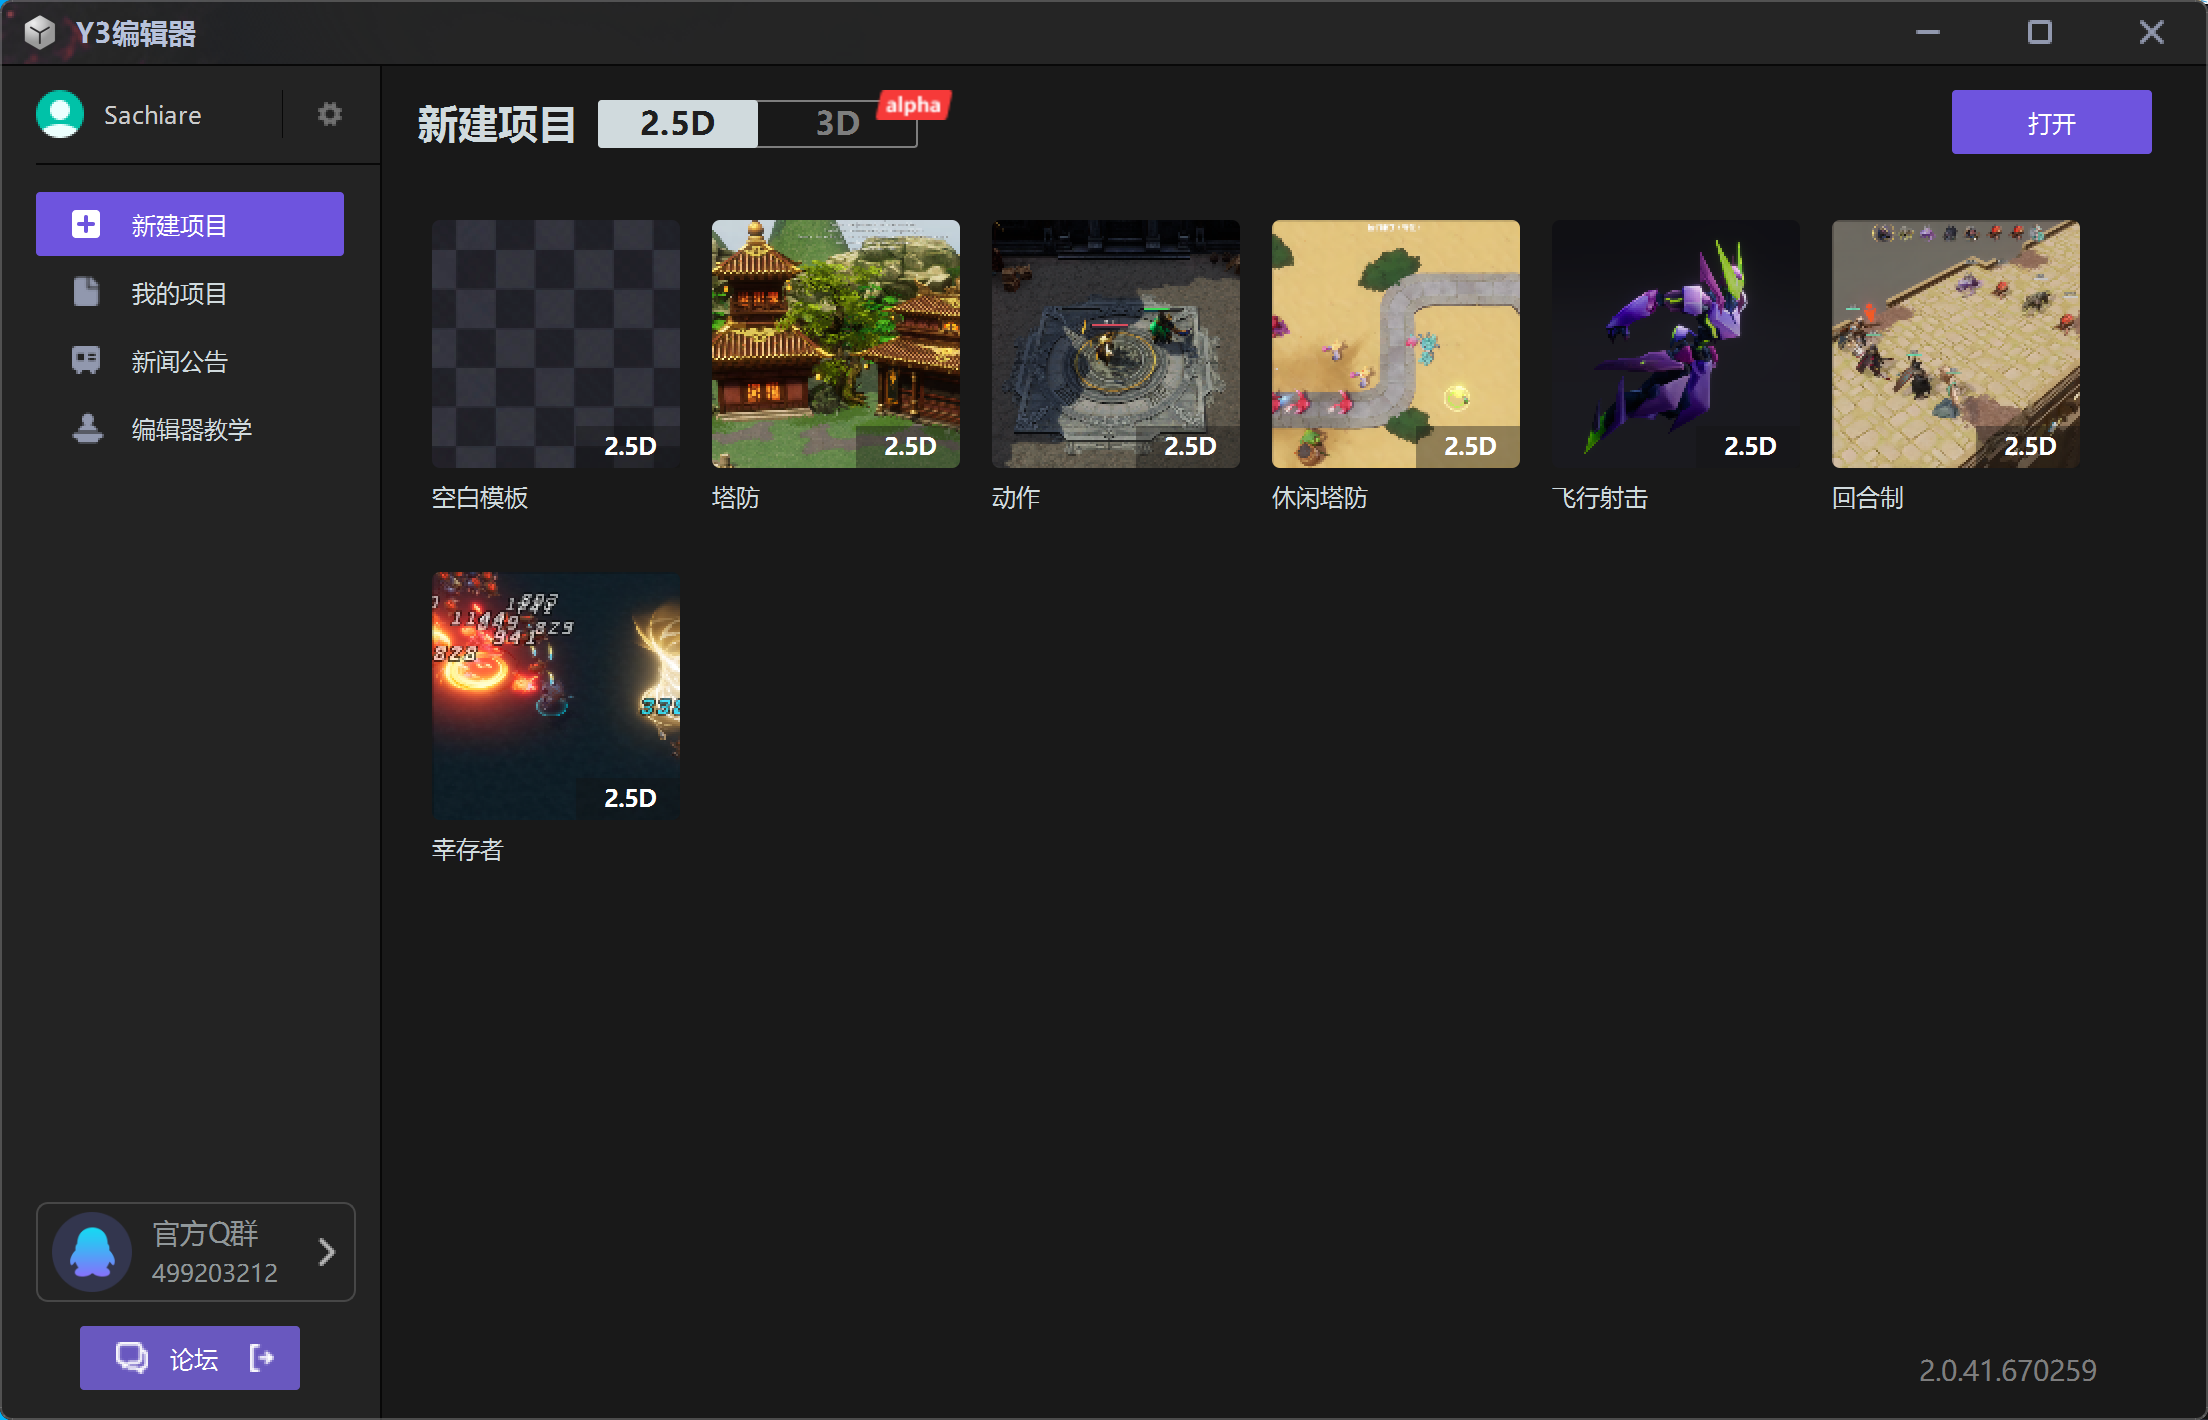 Y3编辑器
Sachiare
新建项目
我的项目
新闻公告
编辑器教学
官方Q群
499203212
论坛
新建项目
2.5D
3D
alpha
打开
2.5D
2.5D
2.5D
2.5D
2.5D
2.5D
空白模板
塔防
动作
休闲塔防
飞行射击
回合制
829
941
828
338
2.5D
幸存者
2.0.41.670259